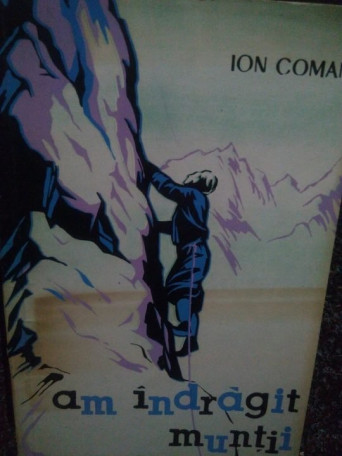 ION COMAN
am îndrăgit
munții